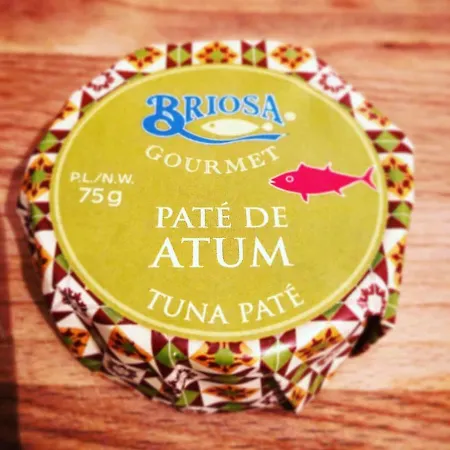 BRIOSA
GOURMET
P.L./N.W.
75g
PATÉ DE
ATUM
TUNA PATÉ